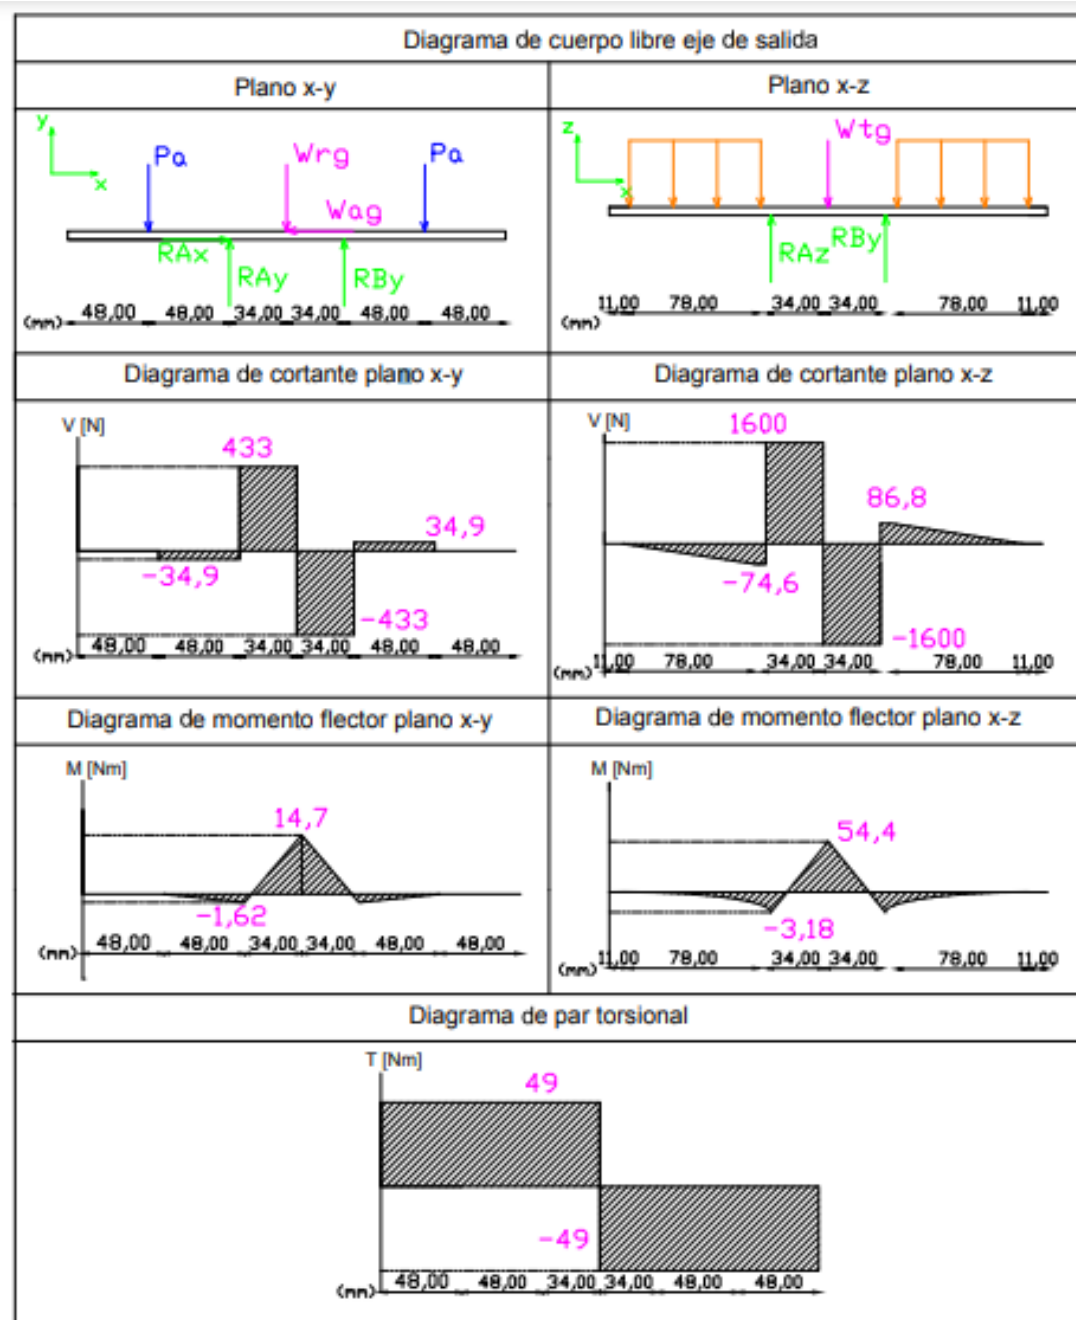 Diagrama de cuerpo libre eje de salida
Plano x-y
Plano x-z
y
x
Pa
Wrg
Pa
Wag
RAx
RAy
RBy
(mm) 48,00 48,00 34,00 34,00 48,00 48,00
z
x
Wtg
RAz
RBy
(mm) 11,00 78,00 34,00 34,00 78,00 11,00
Diagrama de cortante plano x-y
Diagrama de cortante plano x-z
V [N]
433
34,9
-34,9
-433
(mm) 48,00 48,00 34,00 34,00 48,00 48,00
V [N]
1600
86,8
-74,6
-1600
(mm) 11,00 78,00 34,00 34,00 78,00 11,00
Diagrama de momento flector plano x-y
Diagrama de momento flector plano x-z
M [Nm]
14,7
-1,62
(mm) 48,00 48,00 34,00 34,00 48,00 48,00
M [Nm]
54,4
-3,18
(mm) 11,00 78,00 34,00 34,00 78,00 11,00
Diagrama de par torsional
T [Nm]
49
-49
(mm) 48,00 48,00 34,00 34,00 48,00 48,00